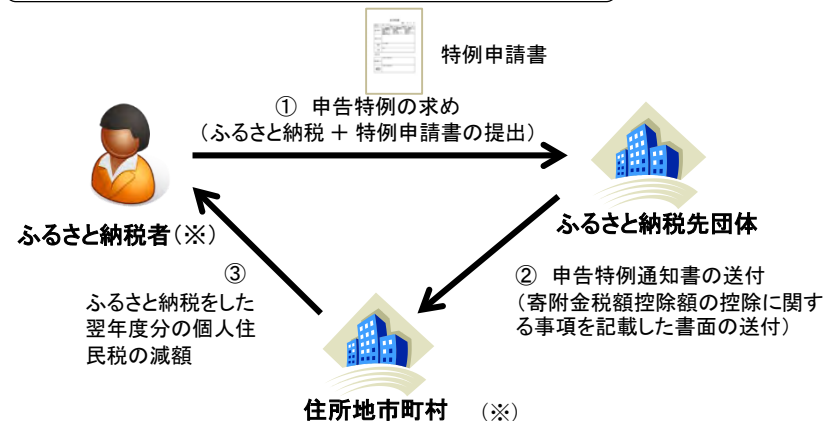 特例申請書
① 申告特例の求め
（ふるさと納税 ＋ 特例申請書の提出）
ふるさと納税者（※）
ふるさと納税先団体
② 申告特例通知書の送付
（寄附金税額控除額の控除に関す
る事項を記載した書面の送付）
③
ふるさと納税をした
翌年度分の個人住
民税の減額
住所地市町村 （※）